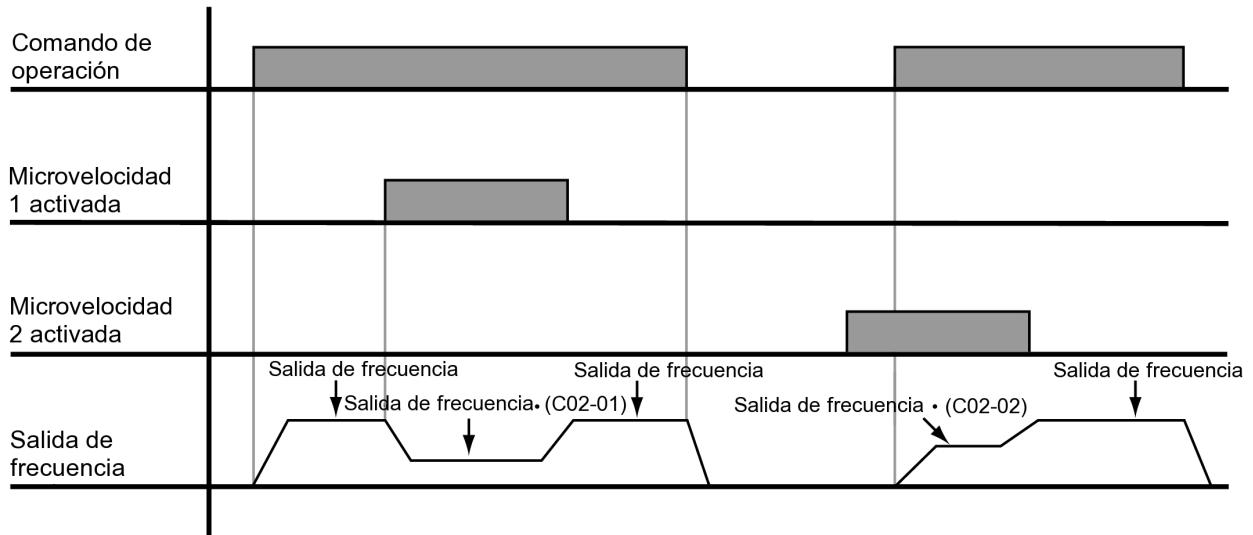 Comando de
operación
Microvelocidad
1 activada
Microvelocidad
2 activada
Salida de frecuencia
Salida de frecuencia
Salida de frecuencia
Salida de frecuencia • (C02-01)
Salida de frecuencia • (C02-02)
Salida de
frecuencia